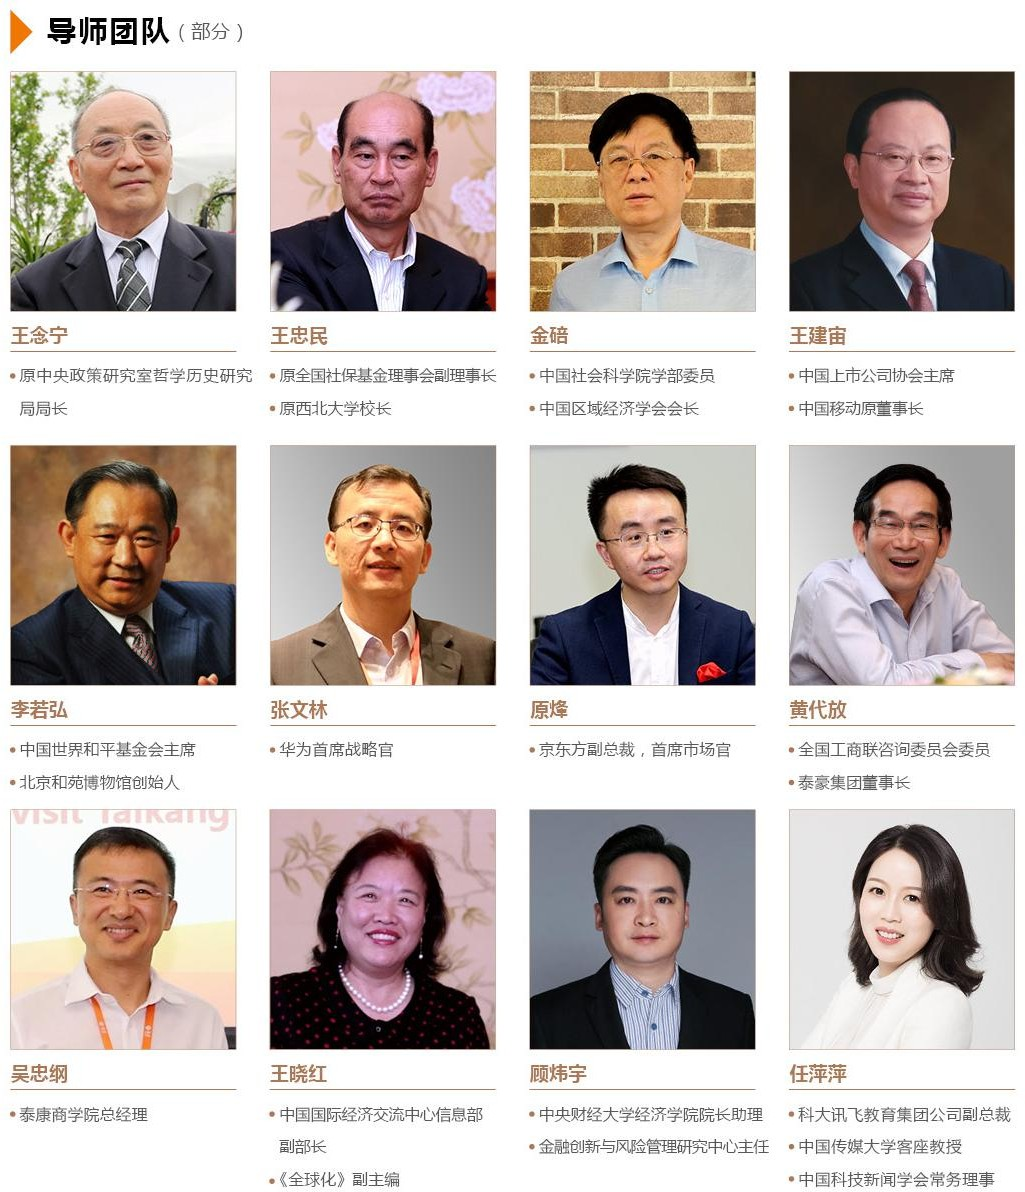 导师团队（部分）
王念宁
王忠民
金碚
王建宙
原中央政策研究室哲学历史研究
局局长
原全国社保基金理事会副理事长
原西北大学校长
中国社会科学院学部委员
中国区域经济学会会长
中国上市公司协会主席
中国移动原董事长
李若弘
张文林
原烽
黄代放
中国世界和平基金会主席
北京和苑博物馆创始人
华为首席战略官
京东方副总裁，首席市场官
全国工商联咨询委员会委员
泰豪集团董事长
Visit Taikang
吴忠纲
王晓红
顾炜宇
任萍萍
泰康商学院总经理
中国国际经济交流中心信息部
副部长
《全球化》副主编
中央财经大学经济学院院长助理
金融创新与风险管理研究中心主任
科大讯飞教育集团公司副总裁
中国传媒大学客座教授
中国科技新闻学会常务理事